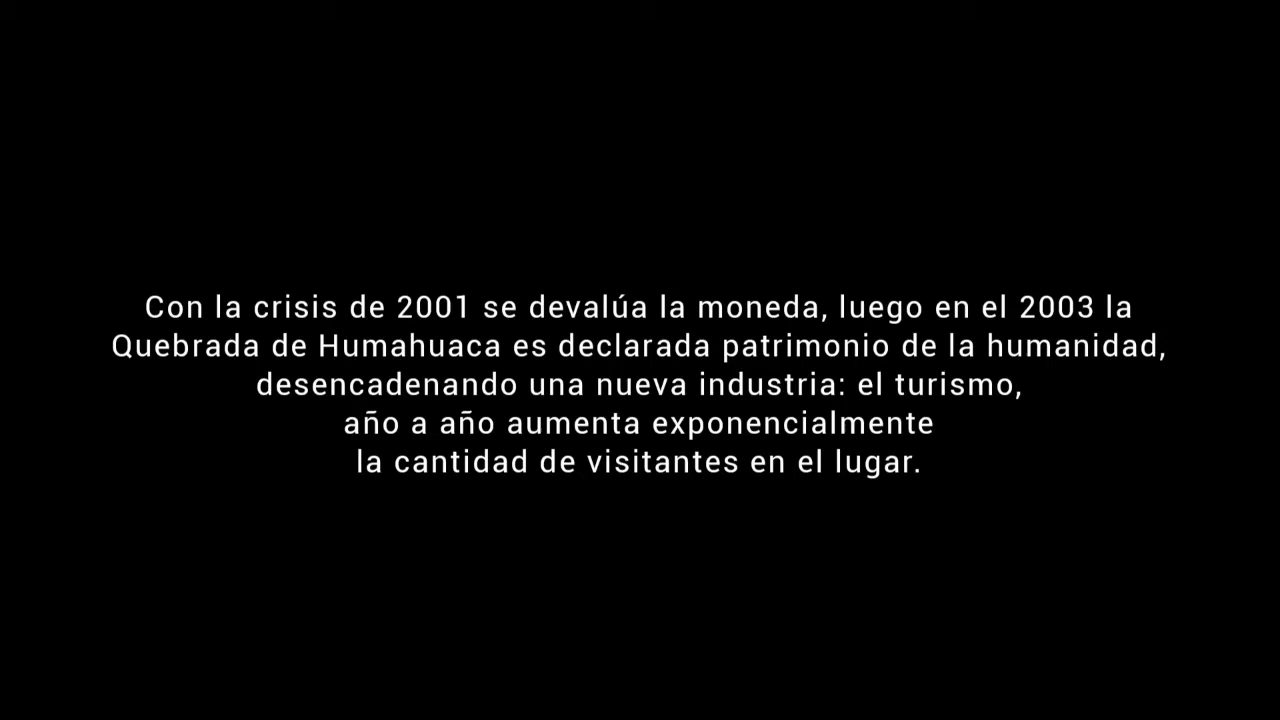 Con la crisis de 2001 se devalúa la moneda, luego en el 2003 la
Quebrada de Humahuaca es declarada patrimonio de la humanidad,
desencadenando una nueva industria: el turismo,
año a año aumenta exponencialmente
la cantidad de visitantes en el lugar.